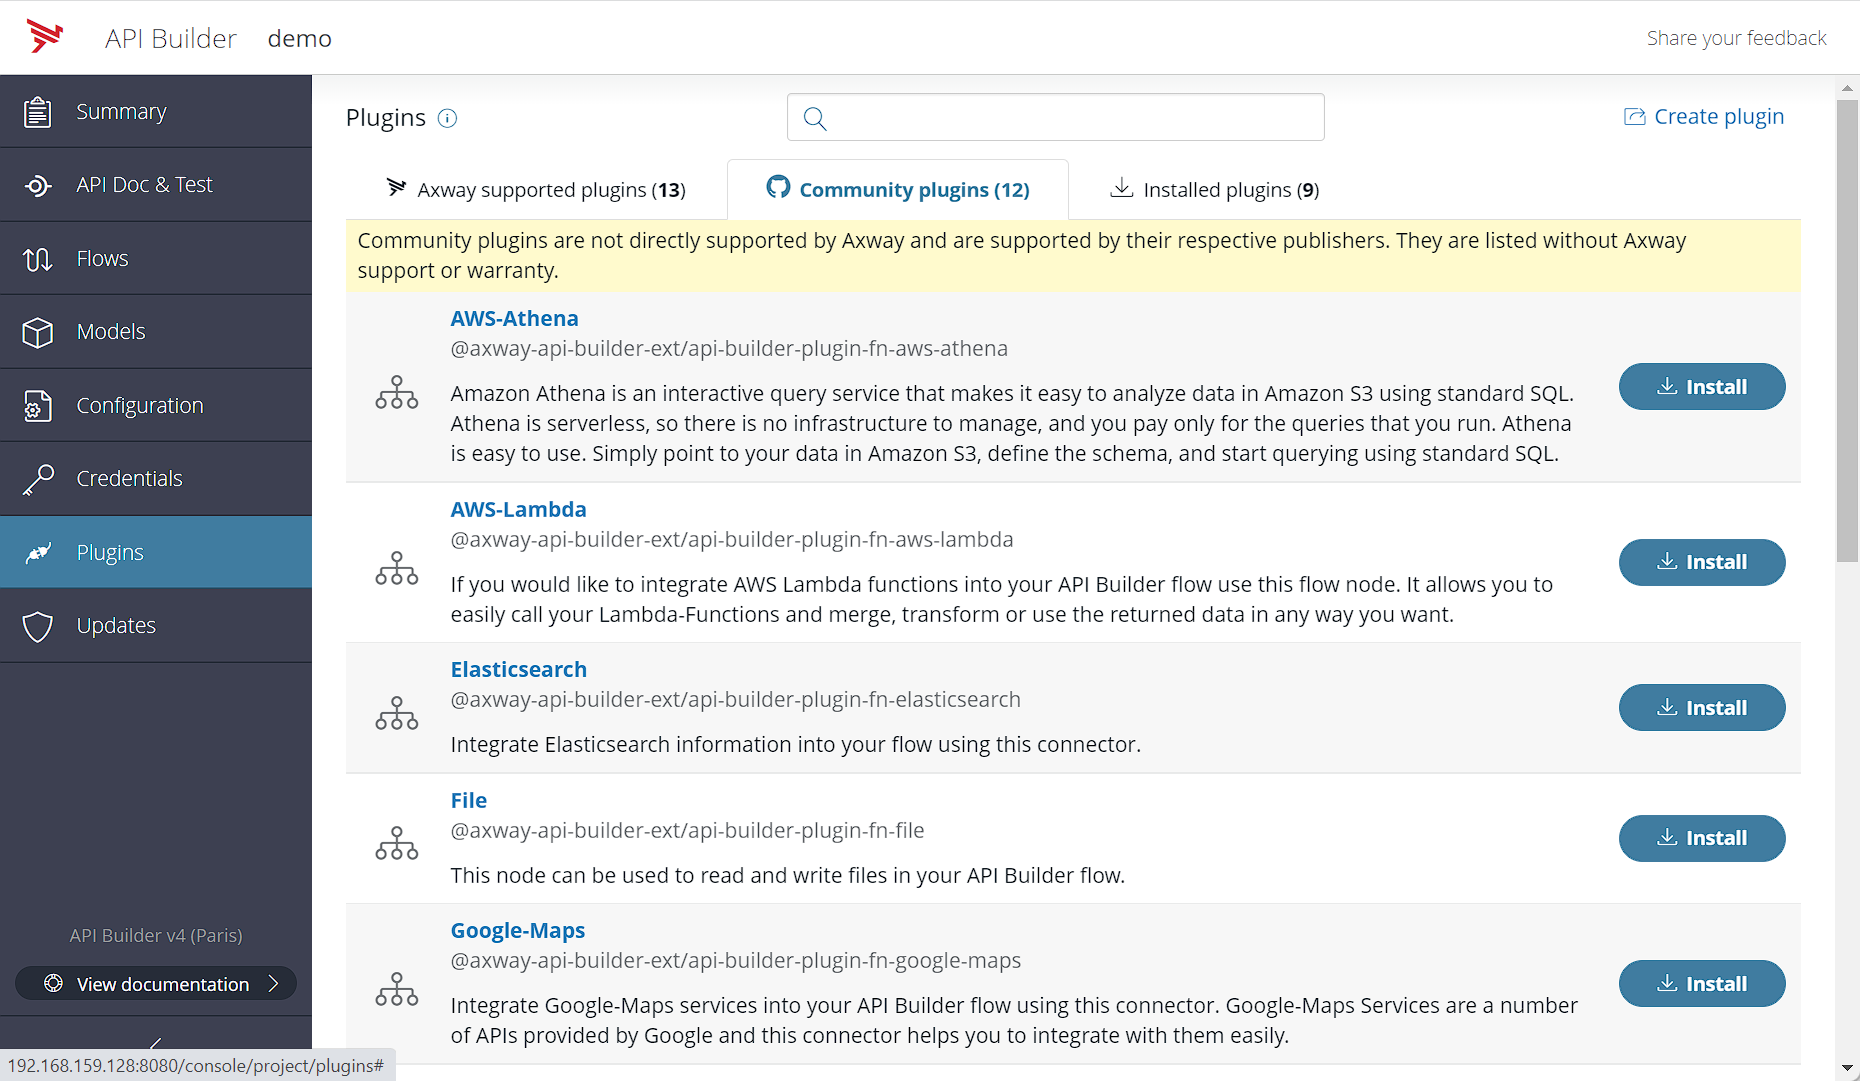 API Builder demo Share your feedback
Summary
API Doc & Test
Flows
Models
Configuration
Credentials
Plugins
Updates
API Builder v4 (Paris)
View documentation
192.168.159.128:8080/console/project/plugins#
Plugins
Create plugin
Axway supported plugins (13) Community plugins (12) Installed plugins (9)
Community plugins are not directly supported by Axway and are supported by their respective publishers. They are listed without Axway
support or warranty.
AWS-Athena
@axway-api-builder-ext/api-builder-plugin-fn-aws-athena
Amazon Athena is an interactive query service that makes it easy to analyze data in Amazon S3 using standard SQL.
Athena is serverless, so there is no infrastructure to manage, and you pay only for the queries that you run. Athena
is easy to use. Simply point to your data in Amazon S3, define the schema, and start querying using standard SQL.
Install
AWS-Lambda
@axway-api-builder-ext/api-builder-plugin-fn-aws-lambda
If you would like to integrate AWS Lambda functions into your API Builder flow use this flow node. It allows you to
easily call your Lambda-Functions and merge, transform or use the returned data in any way you want.
Install
Elasticsearch
@axway-api-builder-ext/api-builder-plugin-fn-elasticsearch
Integrate Elasticsearch information into your flow using this connector.
Install
File
@axway-api-builder-ext/api-builder-plugin-fn-file
This node can be used to read and write files in your API Builder flow.
Install
Google-Maps
@axway-api-builder-ext/api-builder-plugin-fn-google-maps
Integrate Google-Maps services into your API Builder flow using this connector. Google-Maps Services are a number
of APIs provided by Google and this connector helps you to integrate with them easily.
Install